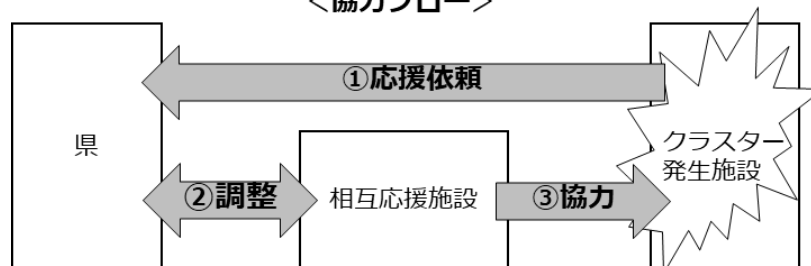 ＜協力フロー＞
①応援依頼
県
②調整
相互応援施設
③協力
クラスター
発生施設